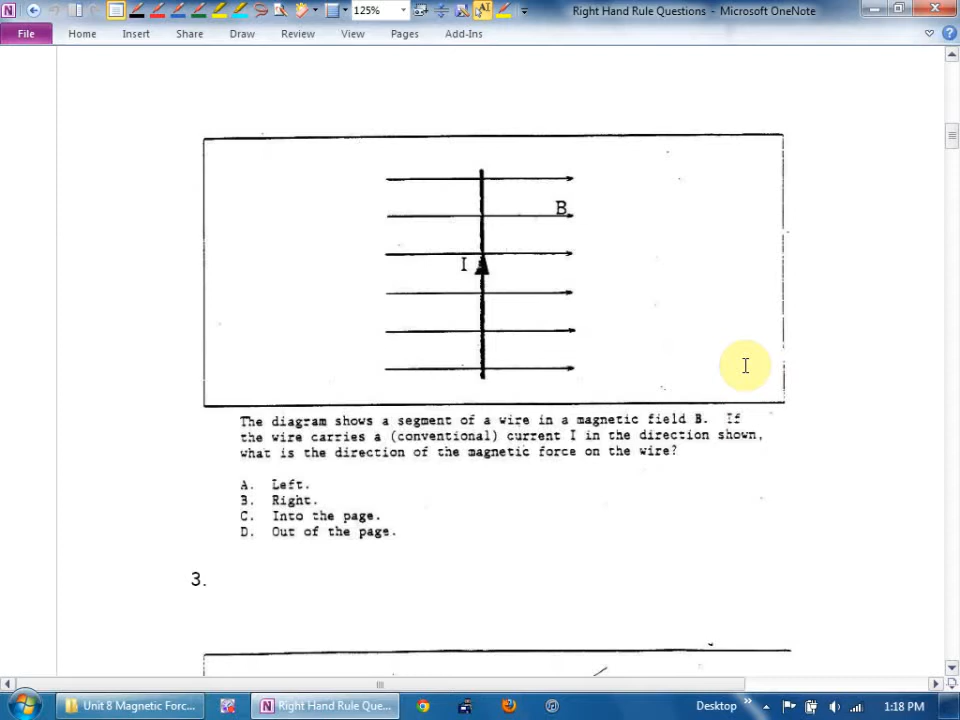 125%
Right Hand Rule Questions - Microsoft OneNote
File Home Insert Share Draw Review View Pages Add-Ins
B
I
The diagram shows a segment of a wire in a magnetic field B. If
the wire carries a (conventional) current I in the direction shown,
what is the direction of the magnetic force on the wire?
A. Left.
B. Right.
C. Into the page.
D. Out of the page.
3.
Unit 8 Magnetic Forc...
Right Hand Rule Que...
Desktop
1:18 PM